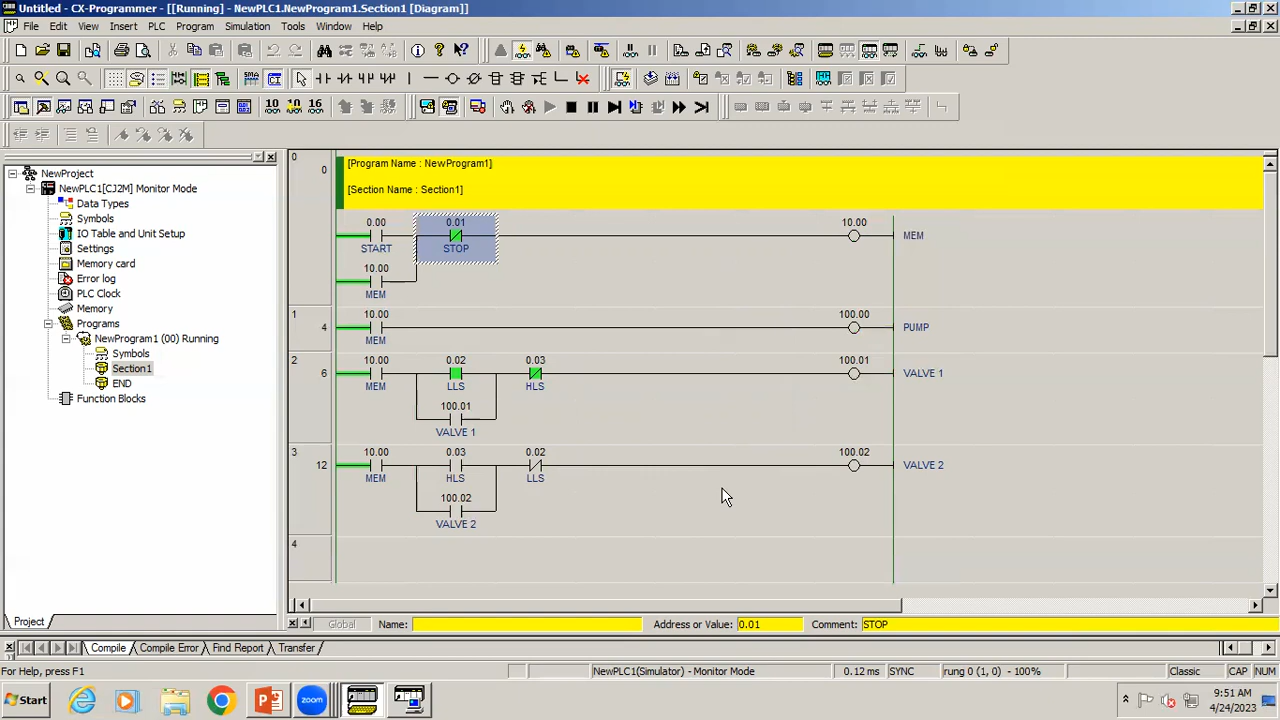 Untitled - CX-Programmer - [[Running] - NewPLC1.NewProgram1.Section1 [Diagram]]
File Edit View Insert PLC Program Simulation Tools Window Help
10 10 16
NewProject
NewPLC1[CJ2M] Monitor Mode
Data Types
Symbols
IO Table and Unit Setup
Settings
Memory card
Error log
PLC Clock
Memory
Programs
NewProgram1 (00) Running
Symbols
Section1
END
Function Blocks
Project
0
0
[Program Name : NewProgram1]
[Section Name : Section1]
0.00 0.01 10.00
MEM
START STOP
10.00
MEM
1
4
10.00 100.00
PUMP
MEM
2
6
10.00 0.02 0.03 100.01
VALVE 1
MEM LLS HLS
100.01
VALVE 1
3
12
10.00 0.03 0.02 100.02
VALVE 2
MEM HLS LLS
100.02
VALVE 2
4
Global Name: Address or Value: 0.01 Comment: STOP
Compile Compile Error Find Report Transfer
For Help, press F1 NewPLC1(Simulator) - Monitor Mode 0.12 ms SYNC rung 0 (1, 0) - 100% Classic CAP NUM
Start zoom 9:51 AM
4/24/2023